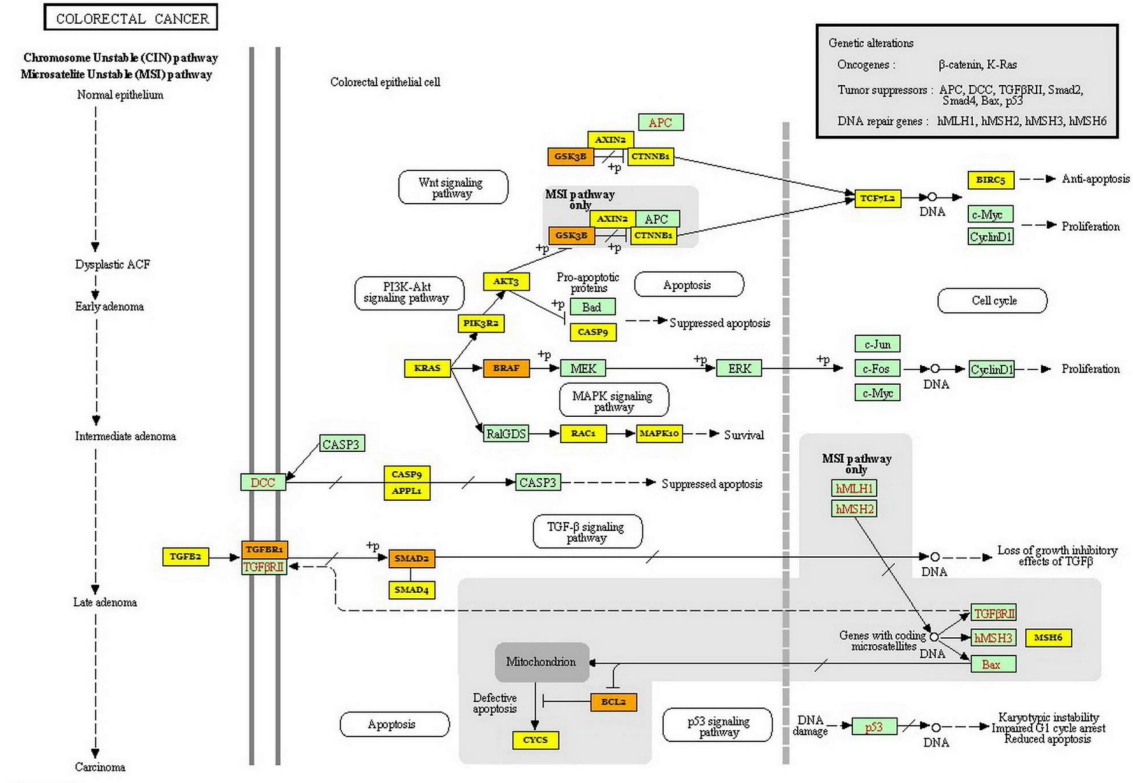 COLORECTAL CANCER
Chromosome Unstable (CIN) pathway
Microsatelite Unstable (MSI) pathway
Normal epithelium
Dysplastic ACF
Early adenoma
Intermediate adenoma
Late adenoma
Carcinoma
Colorectal epithelial cell
Genetic alterations
Oncogenes : β-catenin, K-Ras
Tumor suppressors : APC, DCC, TGFβRII, Smad2,
Smad4, Bax, p53
DNA repair genes : hMLH1, hMSH2, hMSH3, hMSH6
APC
AXIN2
GSK3B
CTNNB1
+p
Wnt signaling
pathway
MSI pathway
only
AXIN2
APC
GSK3B
CTNNB1
+p
+p
TCF7L2
DNA
BIRC5
Anti-apoptosis
c-Myc
CyclinD1
Proliferation
AKT3
PI3K-Akt
signaling pathway
PIK3R2
Pro-apoptotic
proteins
+p
Bad
CASP9
Suppressed apoptosis
Apoptosis
Cell cycle
KRAS
BRAF
+p
MEK
+p
ERK
+p
c-Jun
c-Fos
c-Myc
DNA
CyclinD1
Proliferation
MAPK signaling
pathway
RalGDS
RAC1
MAPK10
Survival
CASP3
DCC
CASP9
APPL1
CASP3
Suppressed apoptosis
MSI pathway
only
hMLH1
hMSH2
TGF-β signaling
pathway
TGFB2
TGFBR1
TGFβRII
+p
SMAD2
SMAD4
DNA
Loss of growth inhibitory
effects of TGFβ
Genes with coding
microsatellites
DNA
TGFβRII
hMSH3
MSH6
Bax
Mitochondrion
Defective
apoptosis
BCL2
CYCS
Apoptosis
p53 signaling
pathway
DNA
damage
p53
DNA
Karyotypic instability
Impaired G1 cycle arrest
Reduced apoptosis